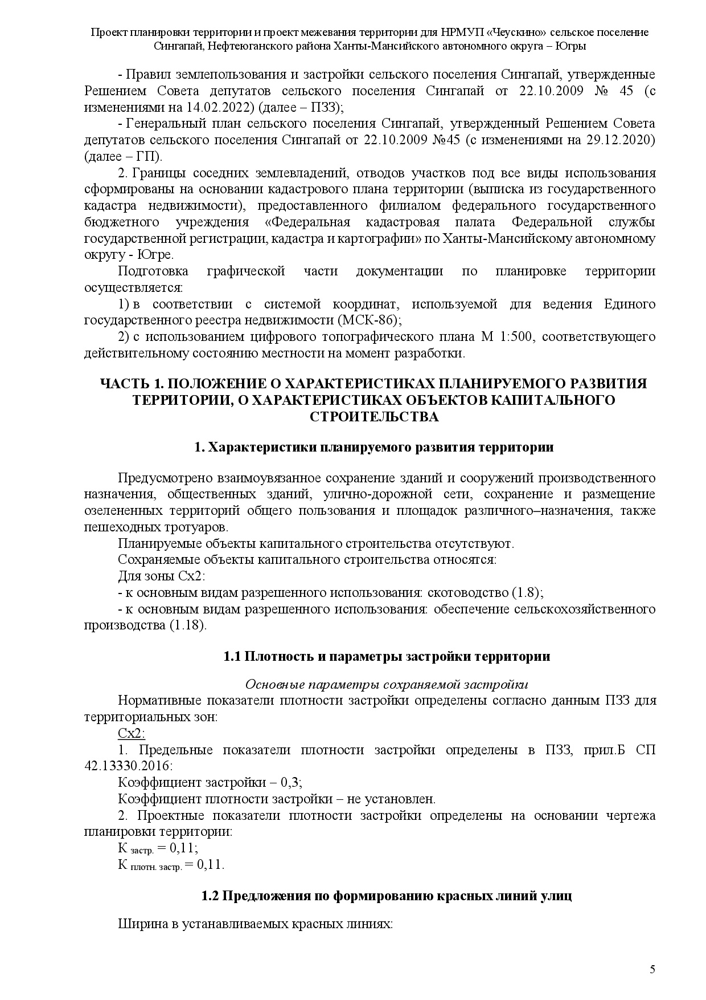 Проект планировки территории и проект межевания территории для НРМУП «Чеускино» сельское поселение
Сингапай, Нефтеюганского района Ханты-Мансийского автономного округа – Югры
- Правил землепользования и застройки сельского поселения Сингапай, утвержденные
Решением Совета депутатов сельского поселения Сингапай от 22.10.2009 № 45 (с
изменениями на 14.02.2022) (далее – ПЗЗ);
- Генеральный план сельского поселения Сингапай, утвержденный Решением Совета
депутатов сельского поселения Сингапай от 22.10.2009 №45 (с изменениями на 29.12.2020)
(далее – ГП).
2. Границы соседних землевладений, отводов участков под все виды использования
сформированы на основании кадастрового плана территории (выписка из государственного
кадастра недвижимости), предоставленного филиалом федерального государственного
бюджетного учреждения «Федеральная кадастровая палата Федеральной службы
государственной регистрации, кадастра и картографии» по Ханты-Мансийскому автономному
округу - Югре.
Подготовка графической части документации по планировке территории
осуществляется:
1) в соответствии с системой координат, используемой для ведения Единого
государственного реестра недвижимости (МСК-86);
2) с использованием цифрового топографического плана М 1:500, соответствующего
действительному состоянию местности на момент разработки.
ЧАСТЬ 1. ПОЛОЖЕНИЕ О ХАРАКТЕРИСТИКАХ ПЛАНИРУЕМОГО РАЗВИТИЯ
ТЕРРИТОРИИ, О ХАРАКТЕРИСТИКАХ ОБЪЕКТОВ КАПИТАЛЬНОГО
СТРОИТЕЛЬСТВА
1. Характеристики планируемого развития территории
Предусмотрено взаимоувязанное сохранение зданий и сооружений производственного
назначения, общественных зданий, улично-дорожной сети, сохранение и размещение
озелененных территорий общего пользования и площадок различного–назначения, также
пешеходных тротуаров.
Планируемые объекты капитального строительства отсутствуют.
Сохраняемые объекты капитального строительства относятся:
Для зоны Сх2:
- к основным видам разрешенного использования: скотоводство (1.8);
- к основным видам разрешенного использования: обеспечение сельскохозяйственного
производства (1.18).
1.1 Плотность и параметры застройки территории
Основные параметры сохраняемой застройки
Нормативные показатели плотности застройки определены согласно данным ПЗЗ для
территориальных зон:
Сх2:
1. Предельные показатели плотности застройки определены в ПЗЗ, прил.Б СП
42.13330.2016:
Коэффициент застройки – 0,3;
Коэффициент плотности застройки – не установлен.
2. Проектные показатели плотности застройки определены на основании чертежа
планировки территории:
К застр. = 0,11;
К плотн. застр. = 0,11.
1.2 Предложения по формированию красных линий улиц
Ширина в устанавливаемых красных линиях:
5